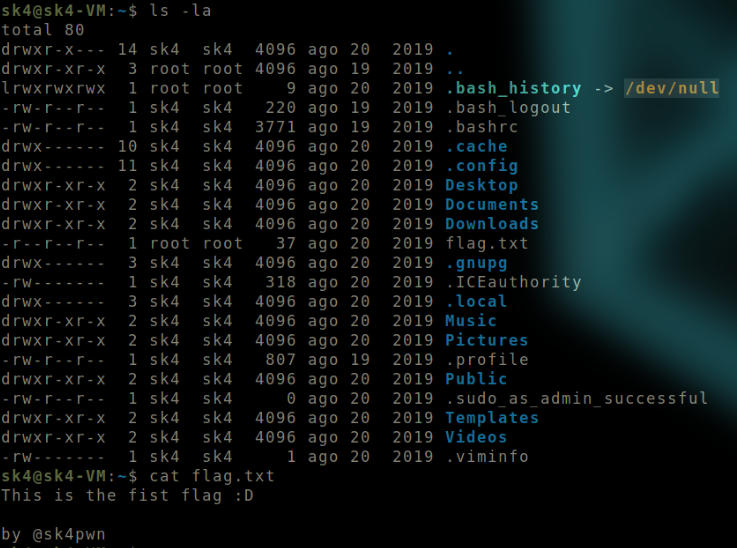 sk4@sk4-VM:~$ ls -la
total 80
drwxr-x--- 14 sk4  sk4  4096 ago 20  2019 .
drwxr-xr-x  3 root root 4096 ago 19  2019 ..
lrwxrwxrwx  1 root root    9 ago 20  2019 .bash_history -> /dev/null
-rw-r--r--  1 sk4  sk4   220 ago 19  2019 .bash_logout
-rw-r--r--  1 sk4  sk4  3771 ago 19  2019 .bashrc
drwx------ 10 sk4  sk4  4096 ago 20  2019 .cache
drwx------ 11 sk4  sk4  4096 ago 20  2019 .config
drwxr-xr-x  2 sk4  sk4  4096 ago 20  2019 Desktop
drwxr-xr-x  2 sk4  sk4  4096 ago 20  2019 Documents
drwxr-xr-x  2 sk4  sk4  4096 ago 20  2019 Downloads
-r--r--r--  1 root root   37 ago 20  2019 flag.txt
drwx------  3 sk4  sk4  4096 ago 20  2019 .gnupg
-rw-------  1 sk4  sk4   318 ago 20  2019 .ICEauthority
drwx------  3 sk4  sk4  4096 ago 20  2019 .local
drwxr-xr-x  2 sk4  sk4  4096 ago 20  2019 Music
drwxr-xr-x  2 sk4  sk4  4096 ago 20  2019 Pictures
-rw-r--r--  1 sk4  sk4   807 ago 19  2019 .profile
drwxr-xr-x  2 sk4  sk4  4096 ago 20  2019 Public
-rw-r--r--  1 sk4  sk4     0 ago 20  2019 .sudo_as_admin_successful
drwxr-xr-x  2 sk4  sk4  4096 ago 20  2019 Templates
drwxr-xr-x  2 sk4  sk4  4096 ago 20  2019 Videos
-rw-------  1 sk4  sk4     1 ago 20  2019 .viminfo
sk4@sk4-VM:~$ cat flag.txt
This is the fist flag :D
by @sk4pwn